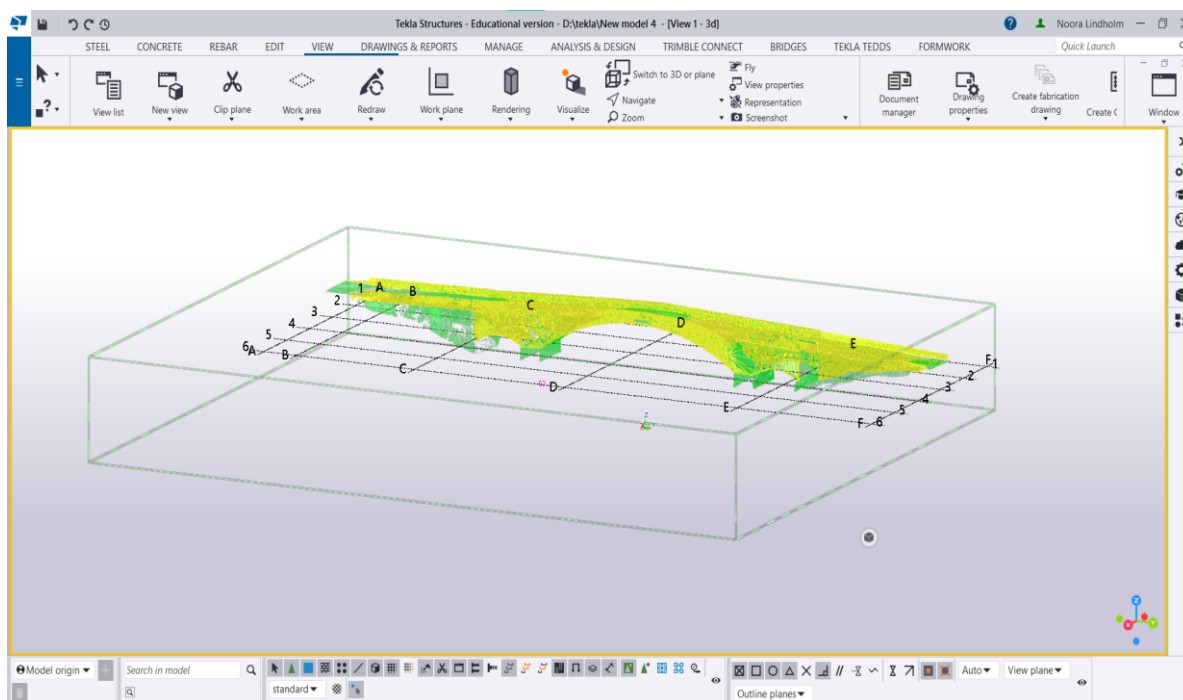 Tekla Structures - Educational version - D:\tekla\New model 4 - [View 1 - 3d]
Noora Lindholm
STEEL CONCRETE REBAR EDIT VIEW DRAWINGS & REPORTS MANAGE ANALYSIS & DESIGN TRIMBLE CONNECT BRIDGES TEKLA TEDDS FORMWORK Quick Launch
View list
New view
Clip plane
Work area
Redraw
Work plane
Rendering
Visualize
Switch to 3D or plane
Navigate
Zoom
Fly
View properties
Representation
Screenshot
Document
manager
Drawing
properties
Create fabrication
drawing
Create (
Window
1 A B C D E F 1
2 2
3 3
4 4
5 5
6 A B C D E F 6
Z
Z
X Y
Model origin
Search in model
standard
Auto
View plane
Outline planes